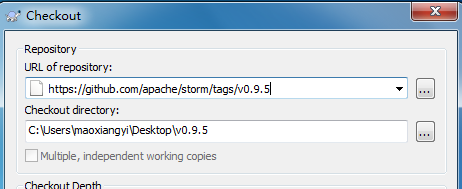 Checkout
Repository
URL of repository:
https://github.com/apache/storm/tags/v0.9.5
...
Checkout directory:
C:\Users\maoxiangyi\Desktop\v0.9.5
...
Multiple, independent working copies
Checkout Depth